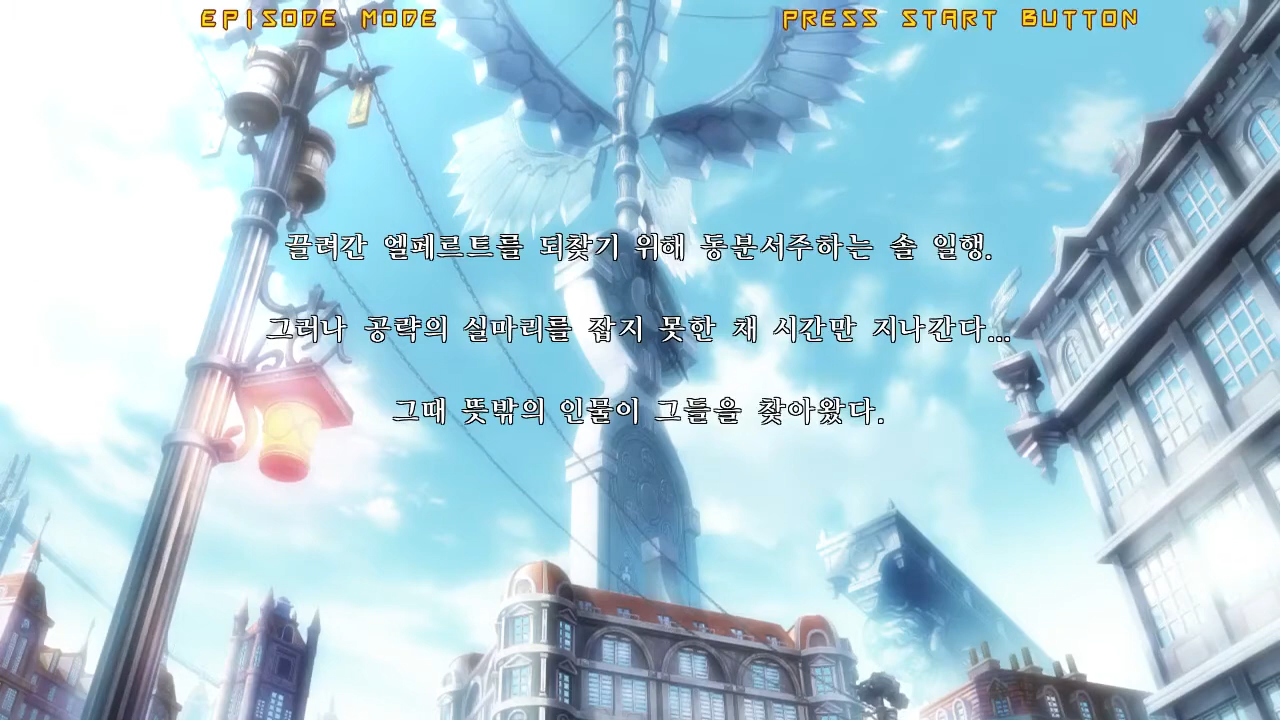 EPISODE MODE
PRESS START BUTTON
끌려간 엘페르트를 되찾기 위해 동분서주하는 솔 일행.
그러나 공략의 실마리를 잡지 못한 채 시간만 지나간다...
그때 뜻밖의 인물이 그들을 찾아왔다.